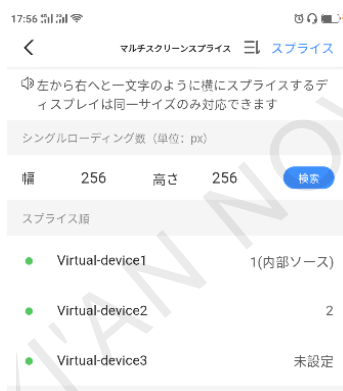 17:56
マルチスクリーンスプライス スプライス
左から右へと一文字のように横にスプライスするデ
ィスプレイは同一サイズのみ対応できます
シングルローディング数（単位：px）
幅 256 高さ 256 検索
スプライス順
Virtual-device1 1(内部ソース)
Virtual-device2 2
Virtual-device3 未設定